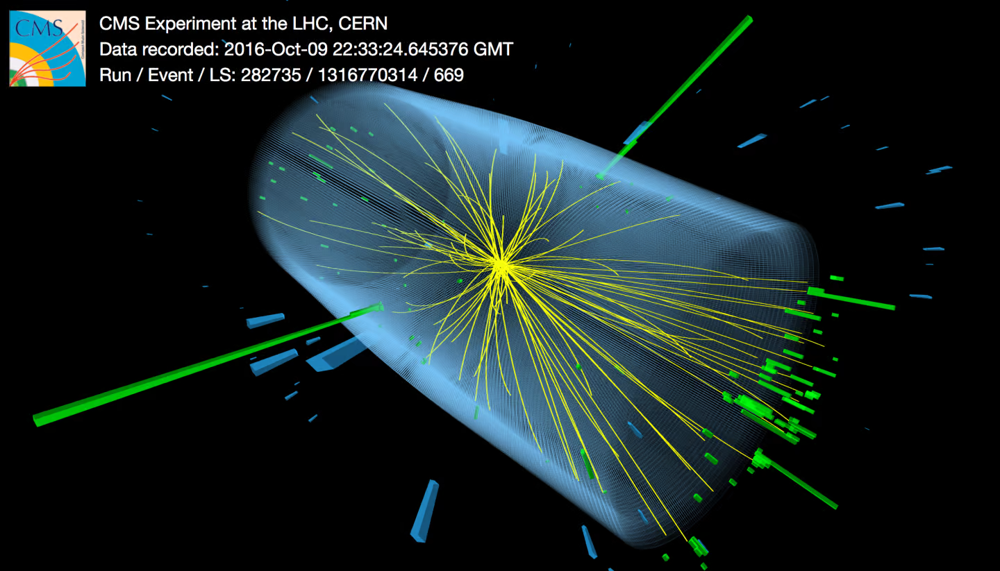 CMS
CMS Experiment at the LHC, CERN
Data recorded: 2016-Oct-09 22:33:24.645376 GMT
Run / Event / LS: 282735 / 1316770314 / 669